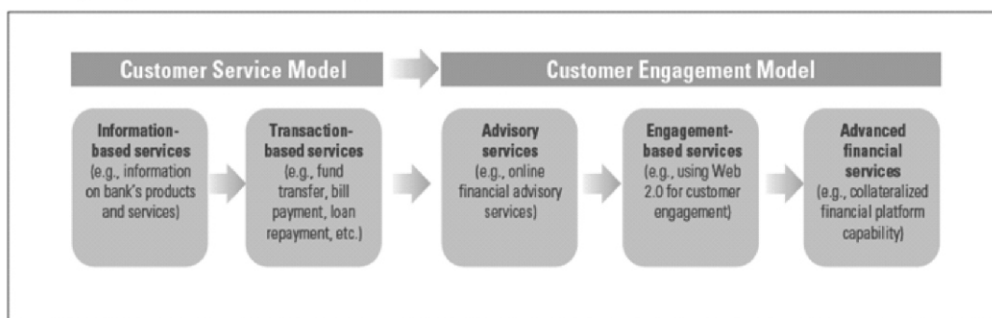 Customer Service Model
Customer Engagement Model
Information-
based services
(e.g., information
on bank's products
and services)
Transaction-
based services
(e.g., fund
transfer, bill
payment, loan
repayment, etc.)
Advisory
services
(e.g., online
financial advisory
services)
Engagement-
based services
(e.g., using Web
2.0 for customer
engagement)
Advanced
financial
services
(e.g., collateralized
financial platform
capability)